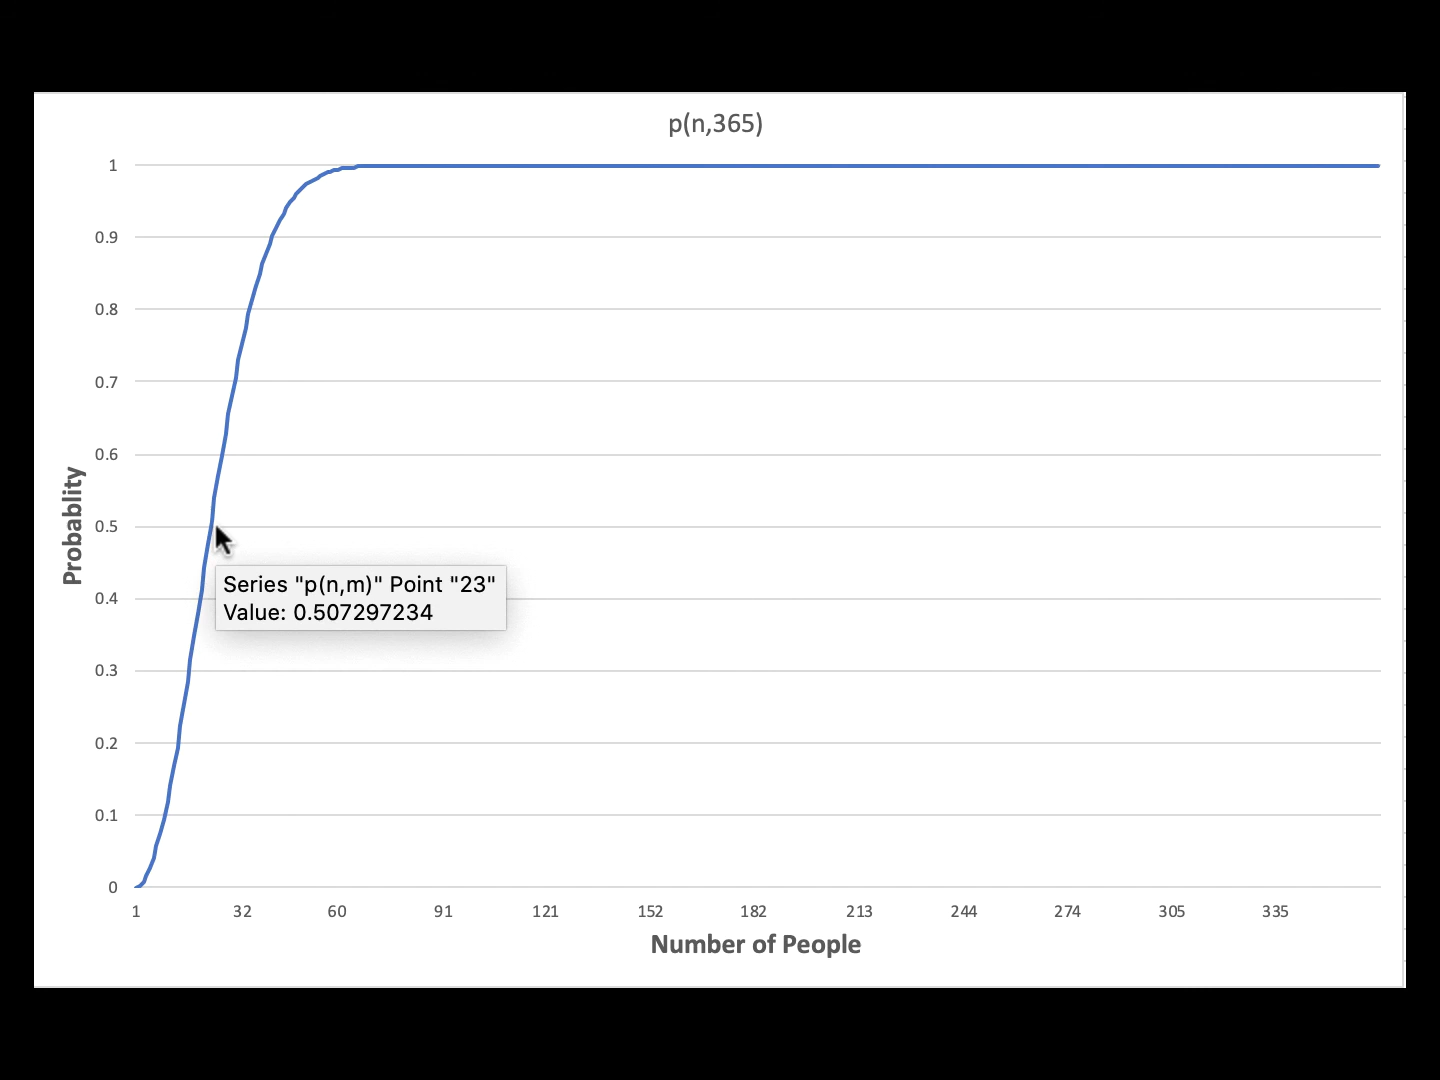 p(n,365)
1
0.9
0.8
0.7
0.6
0.5
0.4
0.3
0.2
0.1
0
Probablity
Series "p(n,m)" Point "23"
Value: 0.507297234
1 32 60 91 121 152 182 213 244 274 305 335
Number of People